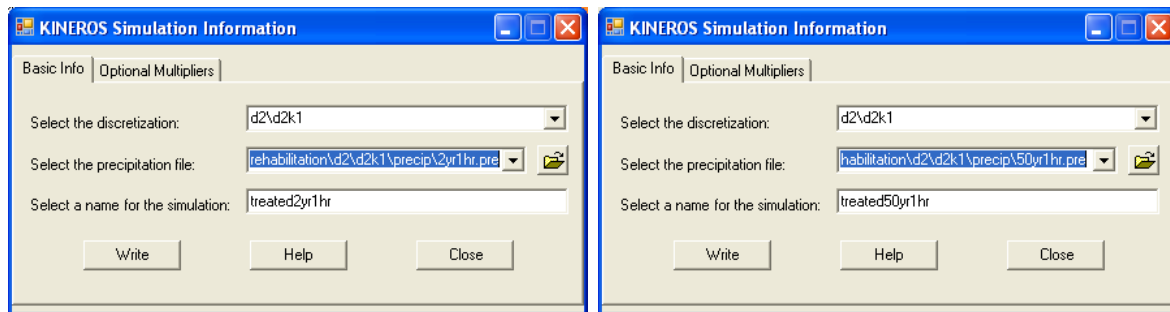 KINEROS Simulation Information
Basic Info Optional Multipliers
Select the discretization: d2\d2k1
Select the precipitation file: rehabilitation\d2\d2k1\precip\2yr1hr.pre
Select a name for the simulation: treated2yr1hr
Write Help Close
KINEROS Simulation Information
Basic Info Optional Multipliers
Select the discretization: d2\d2k1
Select the precipitation file: habilitation\d2\d2k1\precip\50yr1hr.pre
Select a name for the simulation: treated50yr1hr
Write Help Close